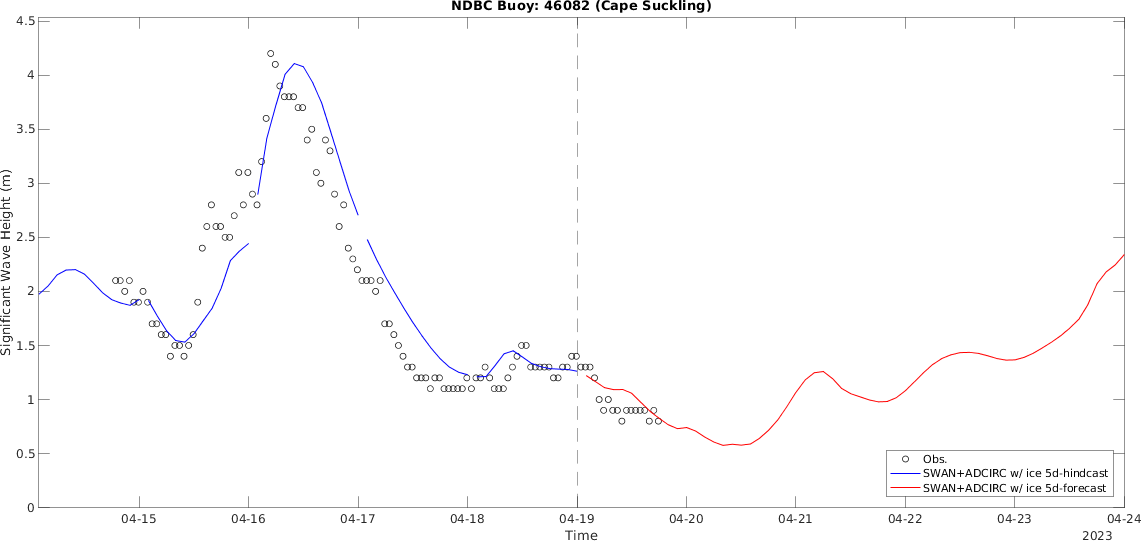 NDBC Buoy: 46082 (Cape Suckling)
4.5
4
3.5
3
2.5
2
1.5
1
0.5
0
Significant Wave Height (m)
Obs.
SWAN+ADCIRC w/ ice 5d-hindcast
SWAN+ADCIRC w/ ice 5d-forecast
04-15 04-16 04-17 04-18 04-19 04-20 04-21 04-22 04-23 04-24
Time
2023